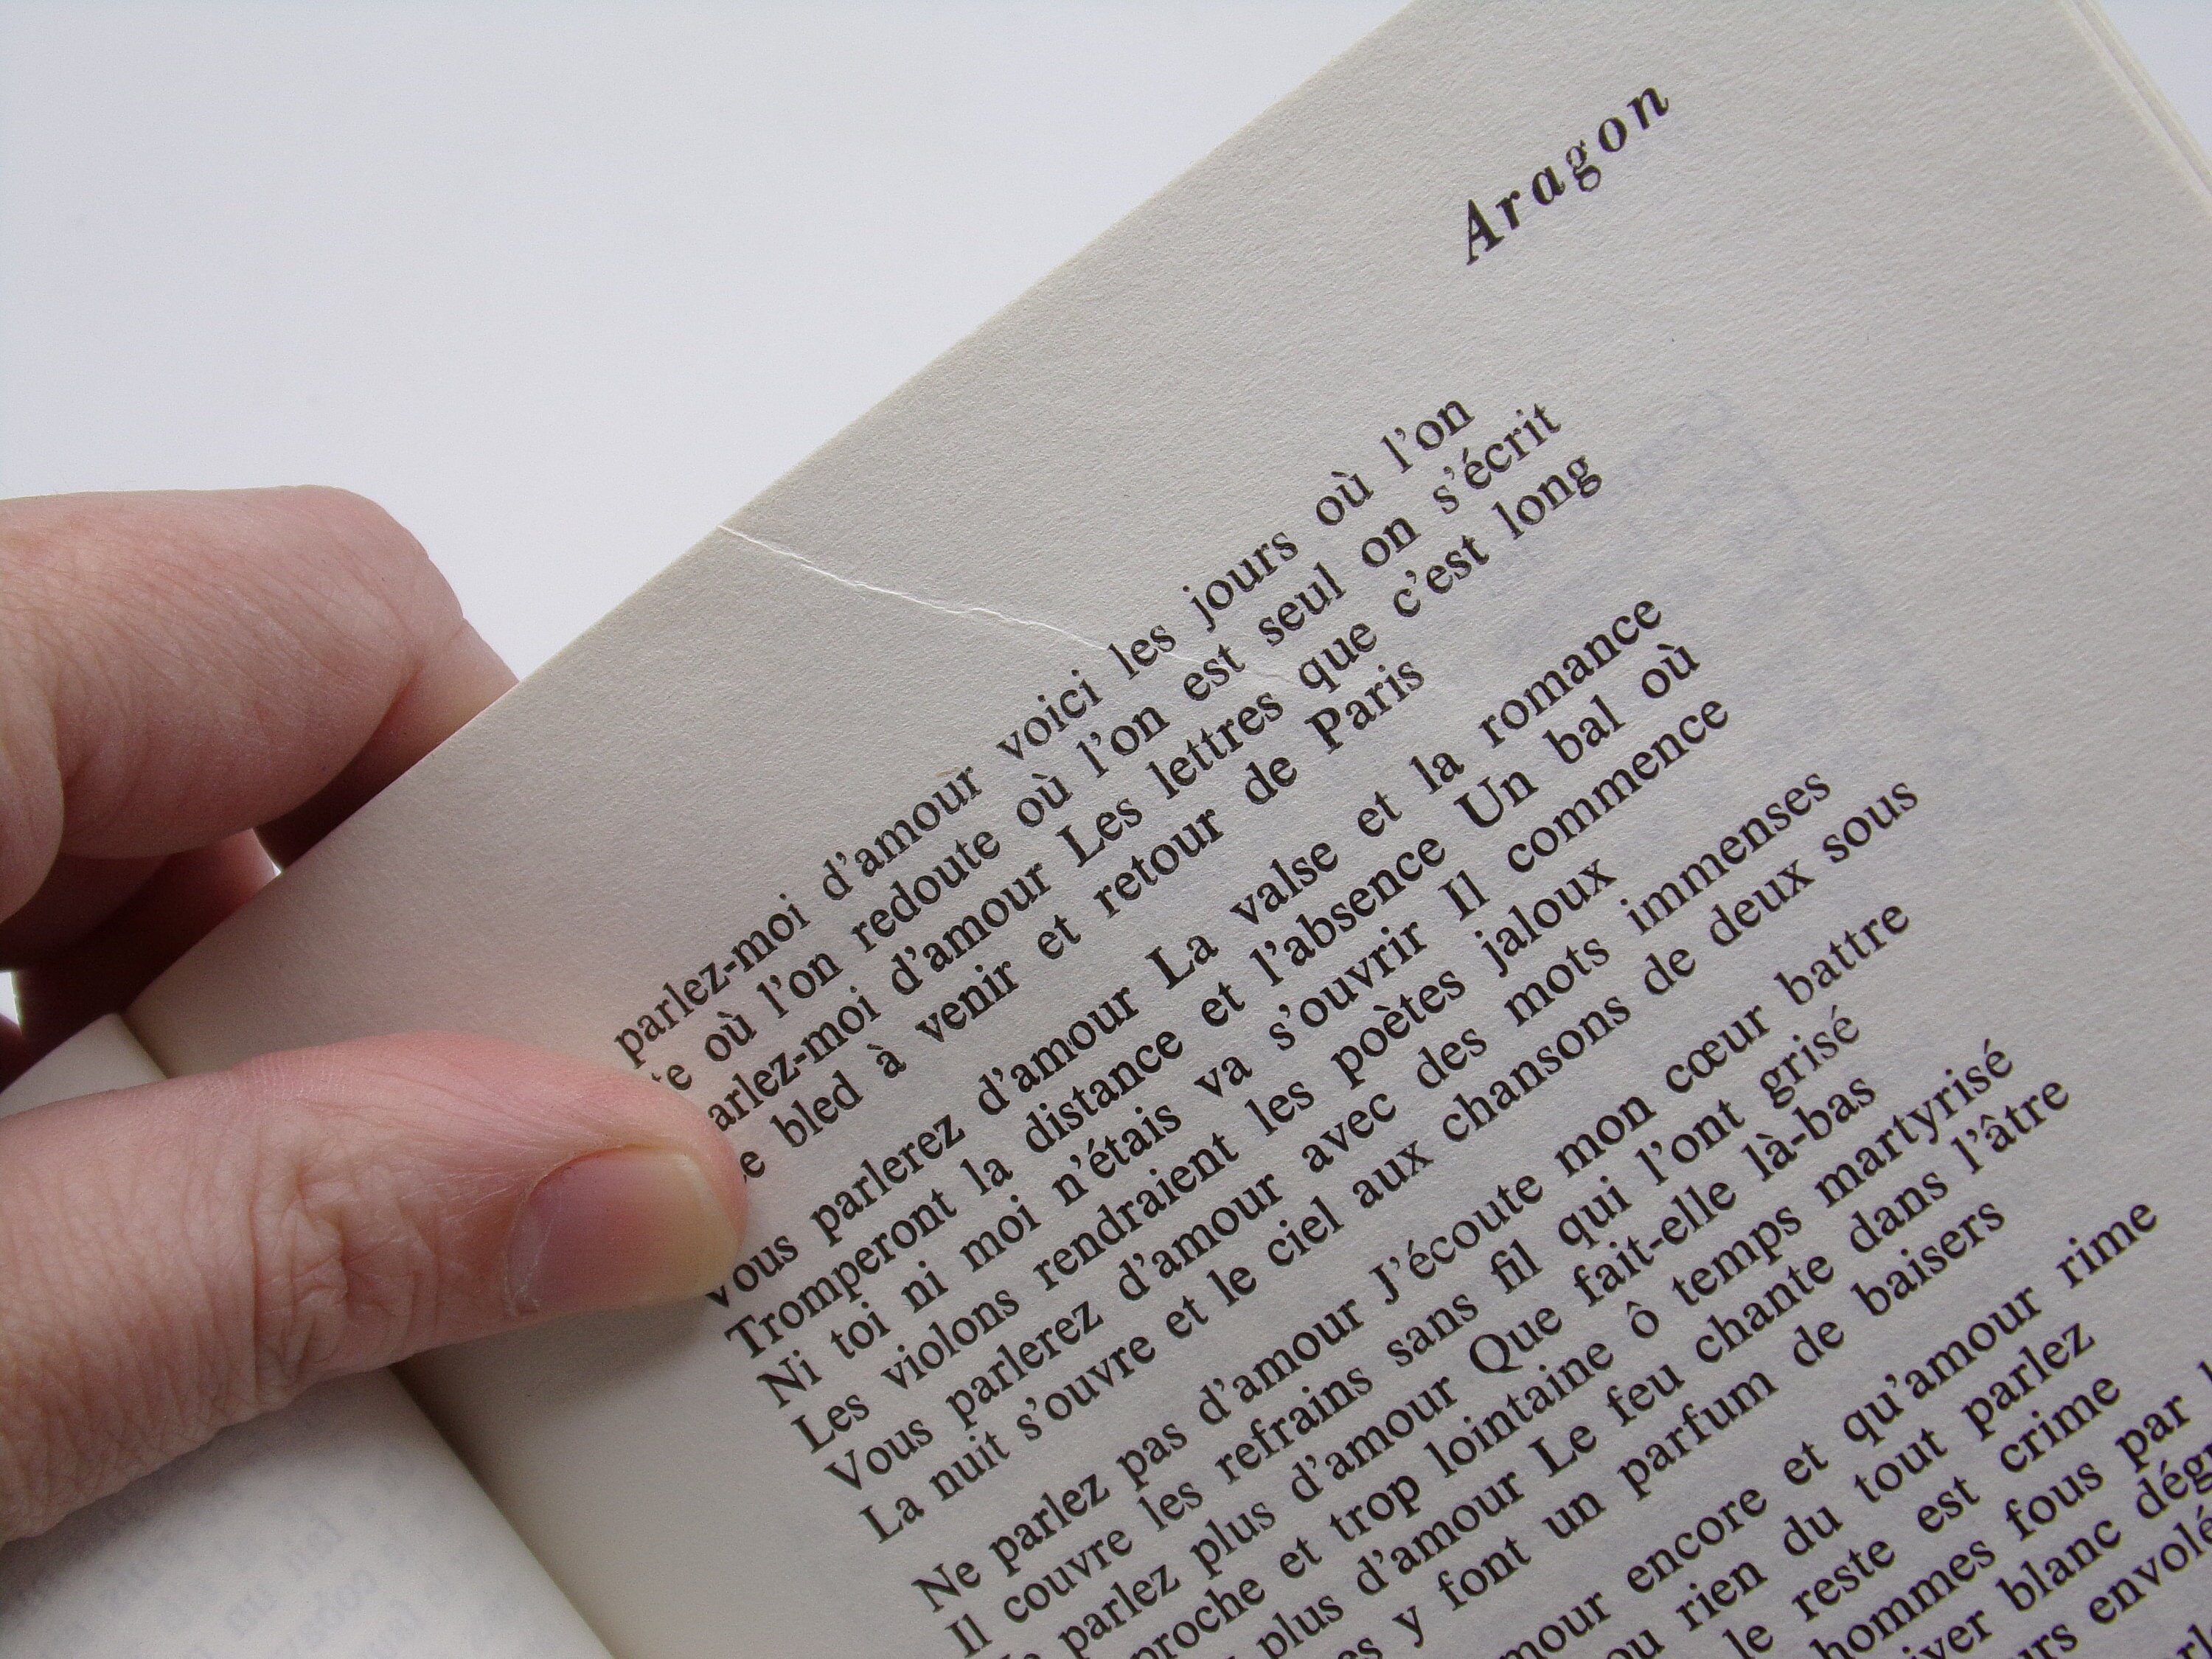 Aragon
parlez-moi d'amour voici les jours où l'on
où l'on redoute où l'on est seul on s'écrit
d'amour Les lettres que c'est long
bled à venir et retour de Paris
Vous parlerez d'amour La valse et la romance
Tromperont la distance et l'absence Un bal où
Ni toi ni moi n'étais va s'ouvrir Il commence
Les violons rendraient les poètes jaloux
Vous parlerez d'amour avec des mots immenses
La nuit s'ouvre et le ciel aux chansons de deux sous
Ne parlez pas d'amour J'écoute mon cœur battre
Il couvre les refrains sans fil qui l'ont grisé
parlez plus d'amour Que fait-elle là-bas
proche et trop lointaine ô temps martyrisé
plus d'amour Le feu chante dans l'âtre
y font un parfum de baisers
encore et qu'amour rime
ou rien du tout parlez
le reste est crime
hommes fous par
blanc